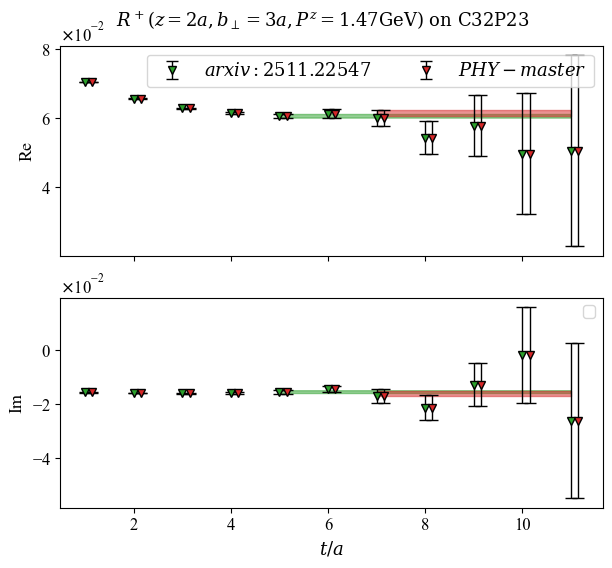 R⁺(z = 2a, b⊥ = 3a, Pᶻ = 1.47GeV) on C32P23
×10⁻²
8
arxiv : 2511.22547 PHY − master
6
Re
4
×10⁻²
0
−2
Im
−4
2 4 6 8 10
t/a